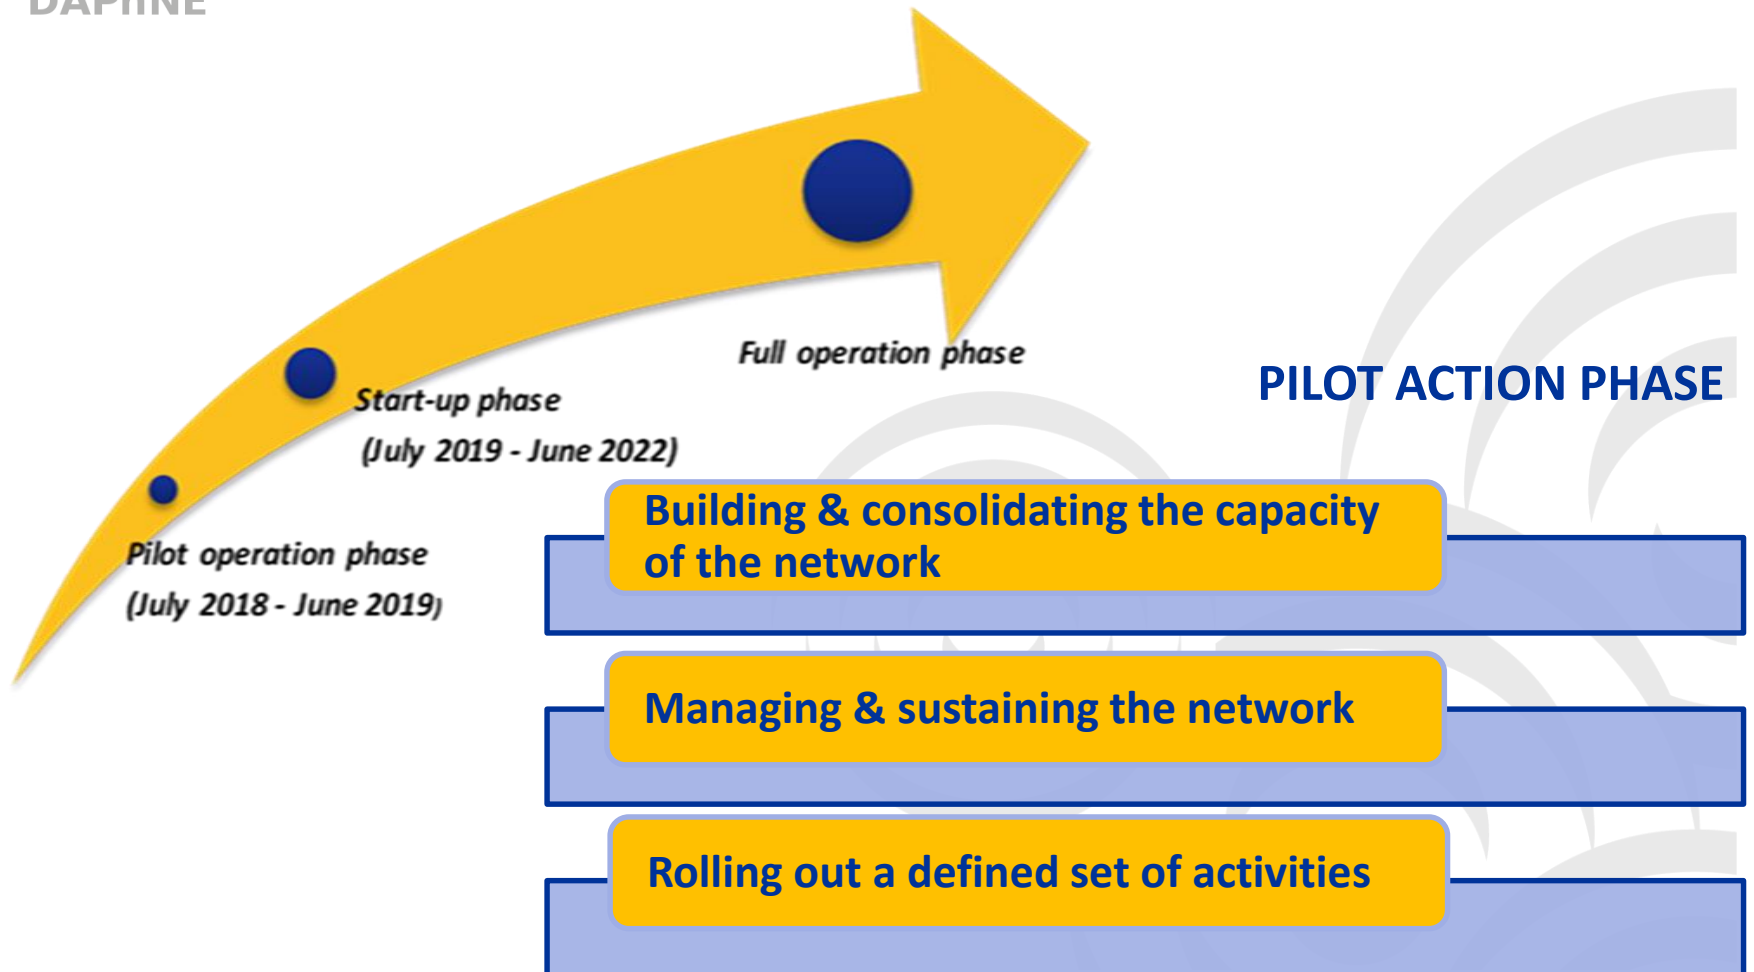 DAPhNE
Full operation phase
PILOT ACTION PHASE
Start-up phase
(July 2019 - June 2022)
Pilot operation phase
(July 2018 - June 2019)
Building & consolidating the capacity
of the network
Managing & sustaining the network
Rolling out a defined set of activities